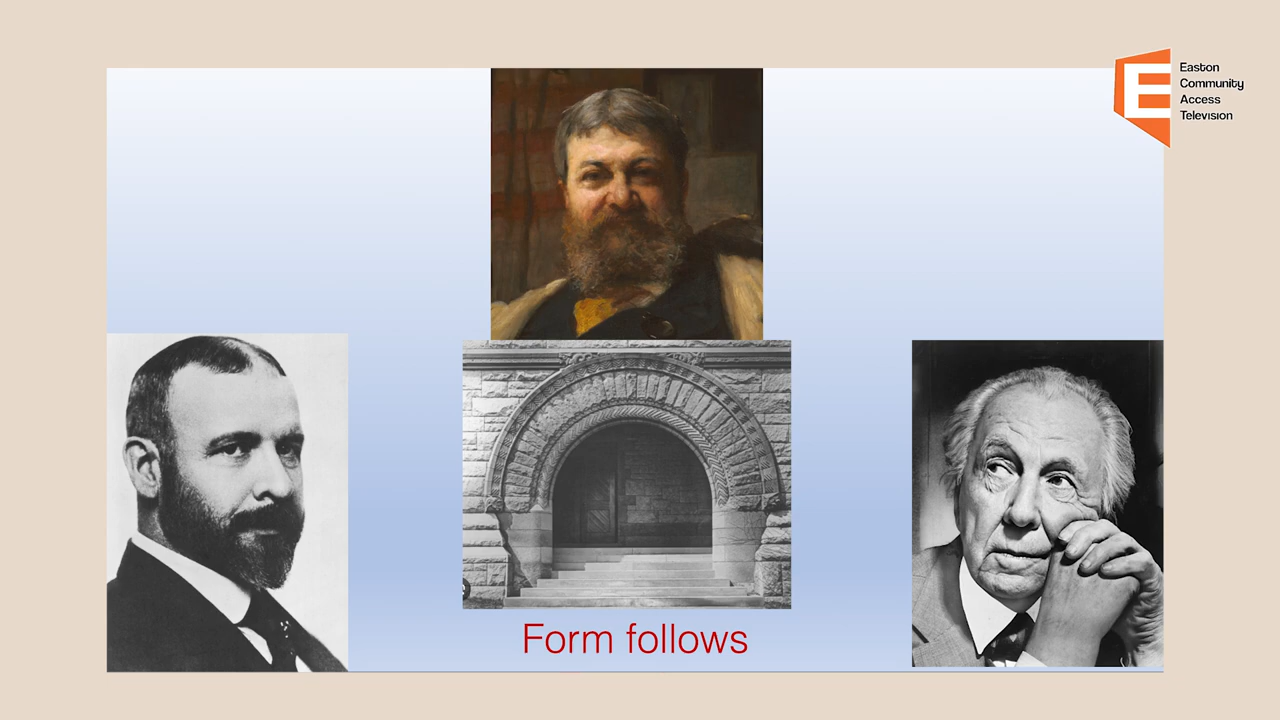 Easton
Community
Access
Television
Form follows